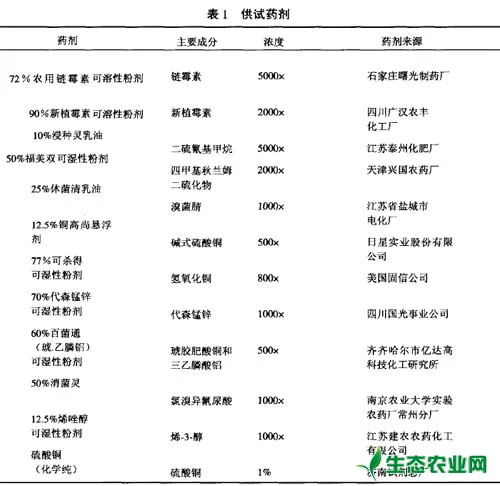 表1 供试药剂
药剂 主要成分 浓度 药剂来源
72%农用链霉素可溶性粉剂 链霉素 5000× 石家庄曙光制药厂
90%新植霉素可溶性粉剂 新植霉素 2000× 四川广汉农丰
化工厂
10%浸种灵乳油
二硫氰基甲烷 5000× 江苏泰州化肥厂
50%福美双可湿性粉剂
四甲基秋兰姆 2000× 天津兴国农药厂
二硫化物
25%休菌清乳油
溴菌腈 1000× 江苏省盐城市
电化厂
12.5%铜高尚悬浮
剂
碱式硫酸铜 500× 日星实业股份有限
公司
77%可杀得
可湿性粉剂
氢氧化铜 800× 美国固信公司
70%代森锰锌
可湿性粉剂
代森锰锌 1000× 四川国光事业公司
60%百菌通
(琥.乙膦铝)
可湿性粉剂
琥胶肥酸铜和 500× 齐齐哈尔市亿达高
三乙膦酸铝 科技化工研究所
50%消菌灵
氯溴异氰尿酸 1000× 南京农业大学实验
农药厂常州分厂
12.5%烯唑醇
可湿性粉剂
烯-3-醇 1000× 江苏建农农药化工
有限公司
硫酸铜
(化学纯)
硫酸铜 1% 济南试剂总厂
生态农业网